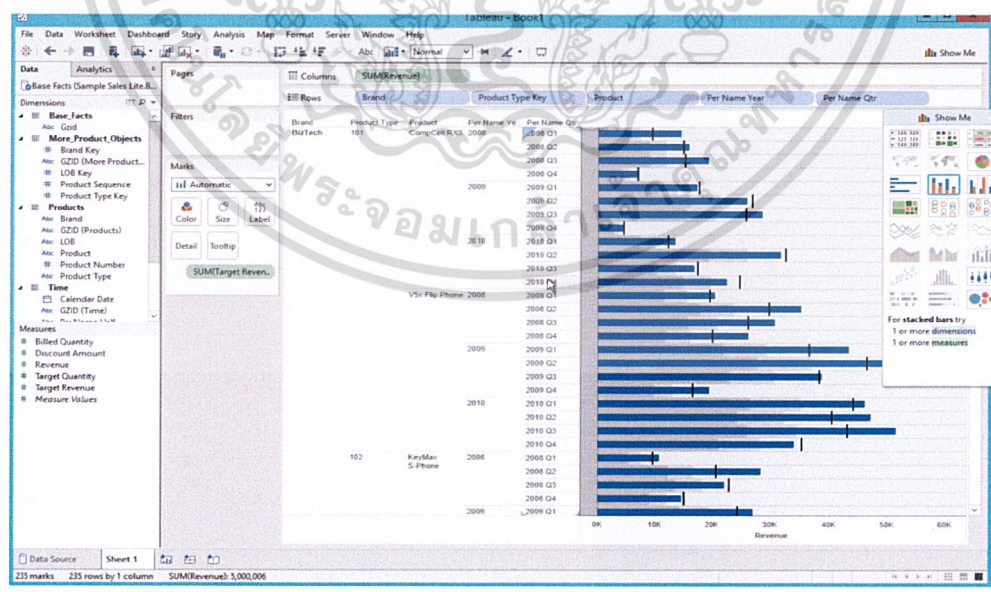 Tableau - Book1
File Data Worksheet Dashboard Story Analysis Map Format Server Window Help
Abc Normal Show Me
Data Analytics
Base Facts (Sample Sales Lite.B...
Dimensions
Base_Facts
Abc Gzid
More_Product_Objects
# Brand Key
Abc GZID (More Product...
# LOB Key
# Product Sequence
# Product Type Key
Products
Abc Brand
Abc GZID (Products)
Abc LOB
Abc Product
# Product Number
Abc Product Type
Time
Calendar Date
Abc GZID (Time)
Measures
# Billed Quantity
# Discount Amount
# Revenue
# Target Quantity
# Target Revenue
# Measure Values
Pages
Filters
Marks
Automatic
Color Size Label
Detail Tooltip
SUM(Target Reven..
Columns SUM(Revenue)
Rows Brand Product Type Key Product Per Name Year Per Name Qtr
Brand Product Type Product Per Name Ye Per Name Qtr
BizTech 101 CompCell RX3 2008 2008 Q1
2008 Q2
2008 Q3
2008 Q4
2009 2009 Q1
2009 Q2
2009 Q3
2009 Q4
2010 2010 Q1
2010 Q2
2010 Q3
2010
V5x Flip Phone 2008 2008 Q1
2008 Q2
2008 Q3
2008 Q4
2009 2009 Q1
2009 Q2
2009 Q3
2009 Q4
2010 2010 Q1
2010 Q2
2010 Q3
2010 Q4
102 KeyMax S-Phone 2008 2008 Q1
2008 Q2
2008 Q3
2008 Q4
2009 2009 Q1
0K 10K 20K 30K 40K 50K 60K
Revenue
Show Me
For stacked bars try
1 or more dimensions
1 or more measures
Data Source Sheet 1
235 marks 235 rows by 1 column SUM(Revenue): 5,000,006